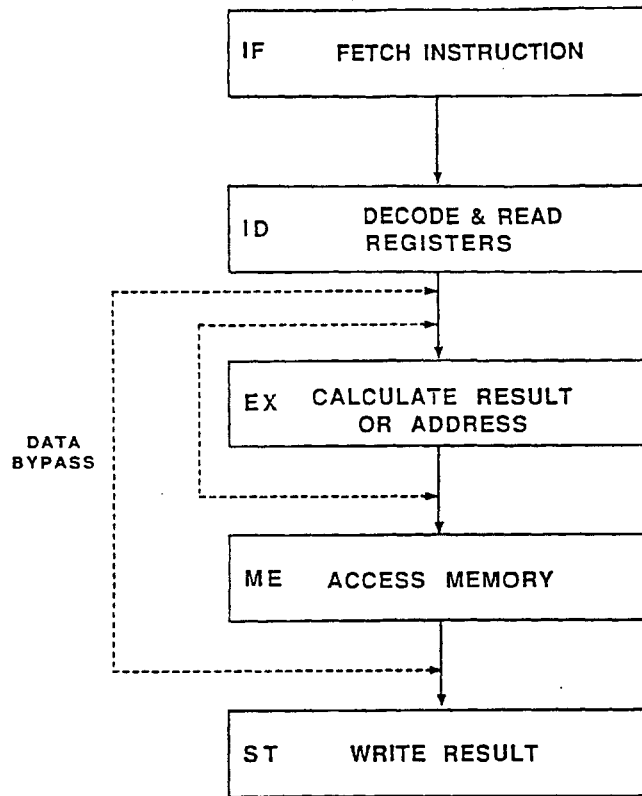 IF FETCH INSTRUCTION
ID DECODE & READ
REGISTERS
EX CALCULATE RESULT
OR ADDRESS
DATA
BYPASS
ME ACCESS MEMORY
ST WRITE RESULT